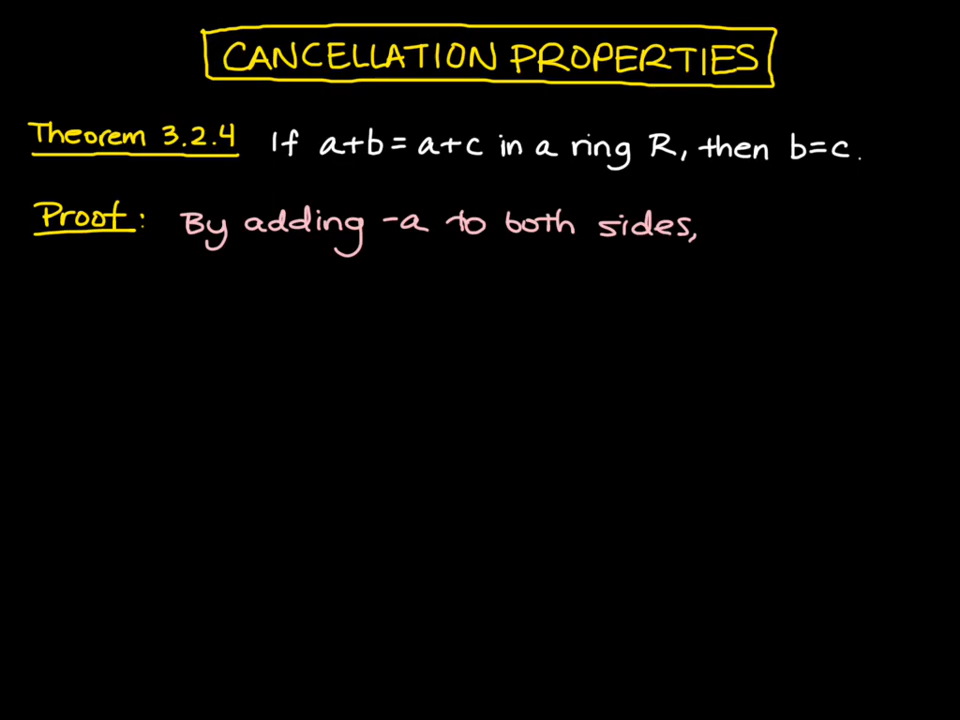 CANCELLATION PROPERTIES
Theorem 3.2.4 If a+b=a+c in a ring R, then b=c.
Proof: By adding -a to both sides,